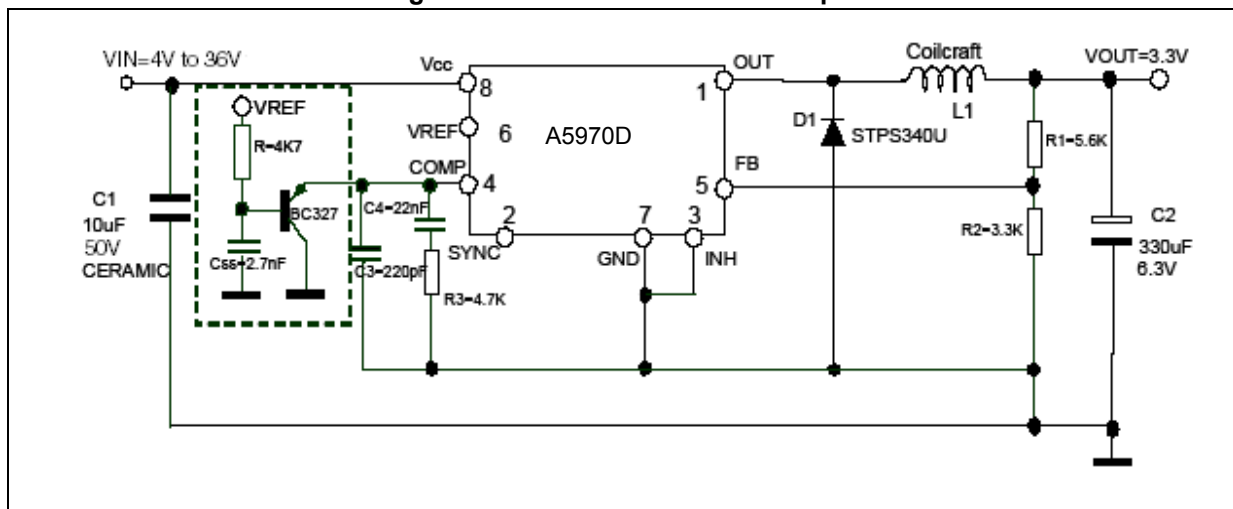 VIN=4V to 36V
Vcc
8
OUT
1
Coilcraft
L1
VOUT=3.3V
VREF
R=4K7
VREF
6
A5970D
D1
STPS340U
R1=5.6K
COMP
4
FB
5
C1
10uF
50V
CERAMIC
BC327
C4=22nF
2
7
3
R2=3.3K
C2
330uF
6.3V
Css=2.7nF
C3=220pF
SYNC
GND
INH
R3=4.7K